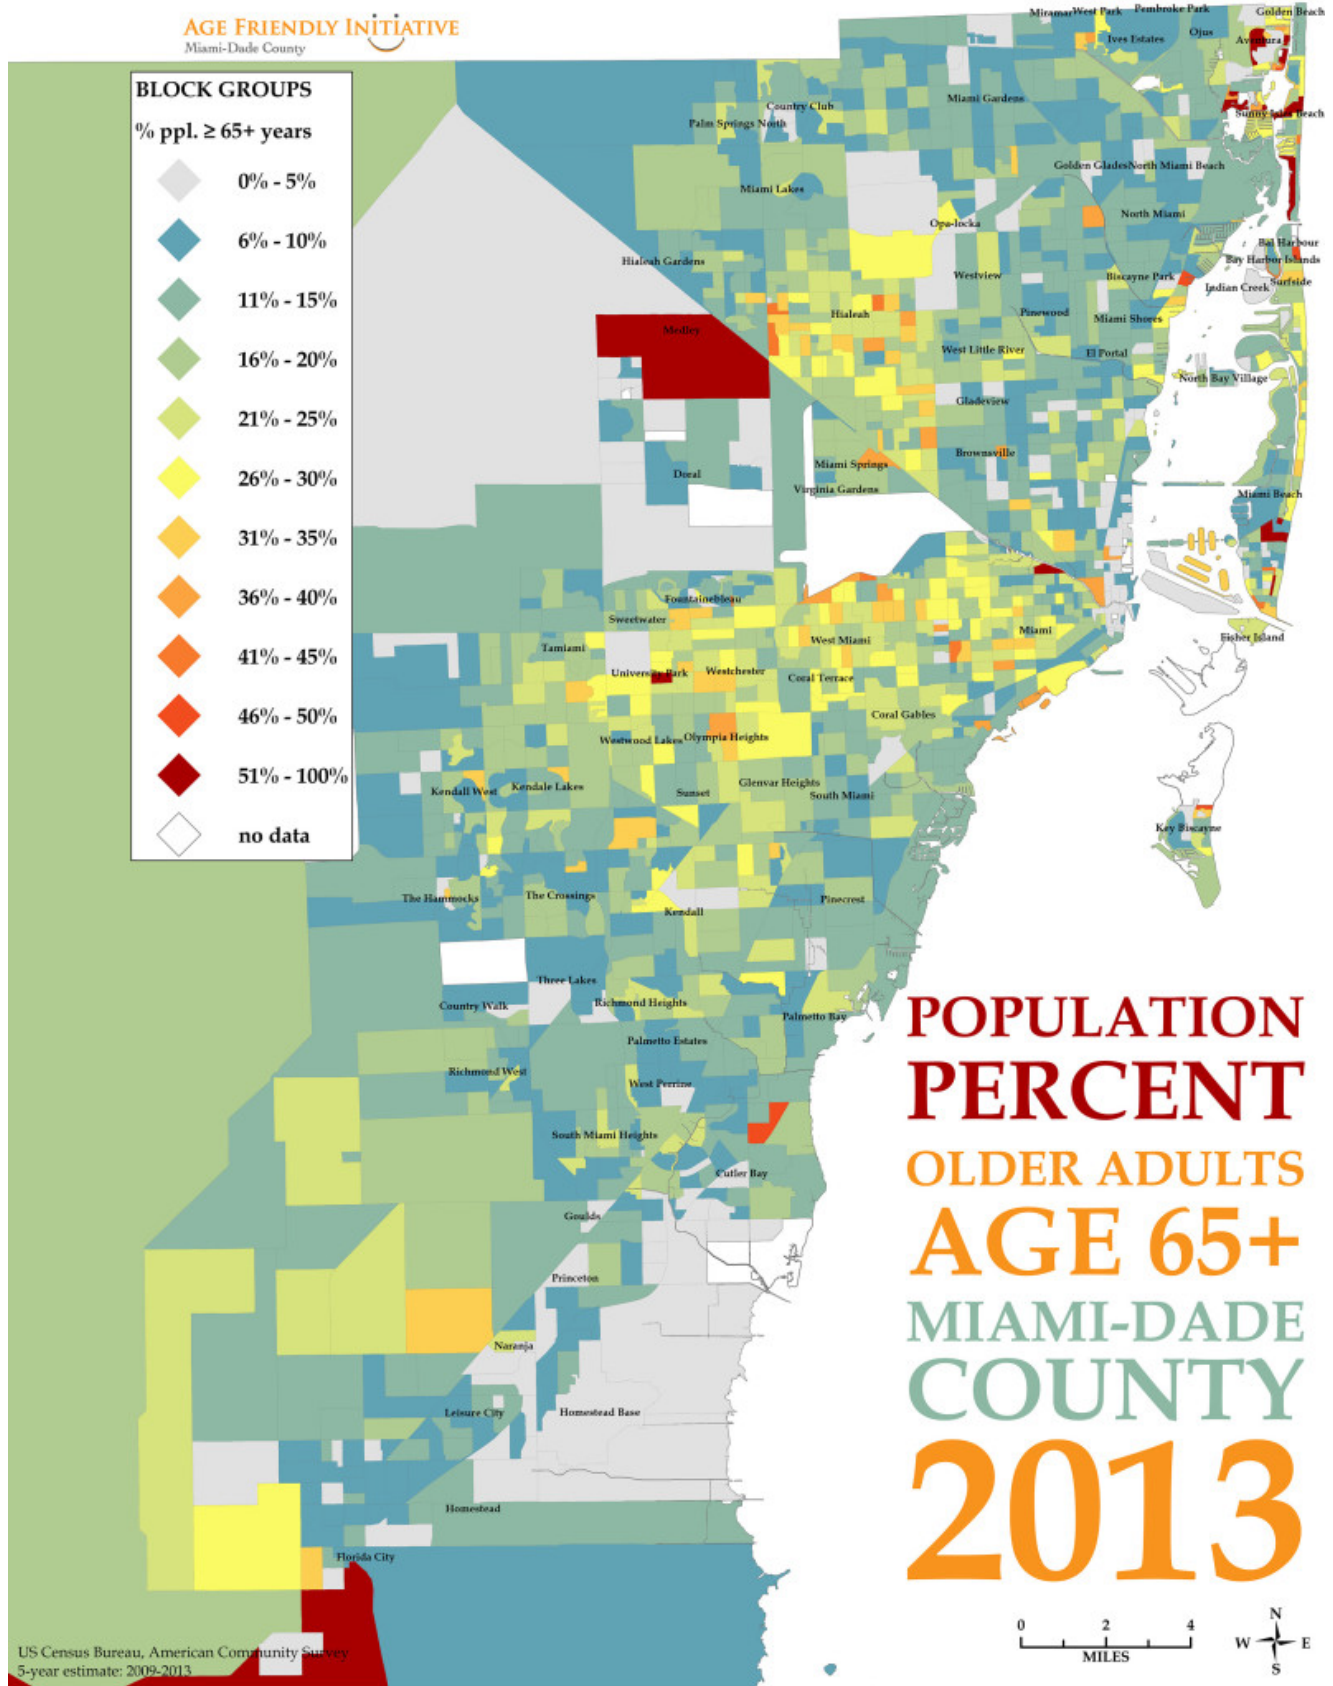 AGE FRIENDLY INITIATIVE
Miami-Dade County
BLOCK GROUPS
% ppl. ≥ 65+ years
0% - 5%
6% - 10%
11% - 15%
16% - 20%
21% - 25%
26% - 30%
31% - 35%
36% - 40%
41% - 45%
46% - 50%
51% - 100%
no data
Miramar
West Park
Pembroke Park
Golden Beach
Ives Estates
Ojus
Aventura
Country Club
Miami Gardens
Palm Springs North
Sunny Isles Beach
Golden Glades
North Miami Beach
Miami Lakes
North Miami
Opa-locka
Bal Harbour
Hialeah Gardens
Bay Harbor Islands
Westview
Biscayne Park
Indian Creek
Surfside
Hialeah
Pinewood
Miami Shores
Medley
West Little River
El Portal
North Bay Village
Gladeview
Brownsville
Miami Springs
Doral
Virginia Gardens
Miami Beach
Fountainebleau
Sweetwater
Miami
Fisher Island
West Miami
Tamiami
University Park
Westchester
Coral Terrace
Coral Gables
Westwood Lakes
Olympia Heights
Glenvar Heights
Kendall West
Kendale Lakes
Sunset
South Miami
Key Biscayne
The Hammocks
The Crossings
Pinecrest
Kendall
Three Lakes
Country Walk
Richmond Heights
Palmetto Bay
Palmetto Estates
Richmond West
West Perrine
South Miami Heights
Cutler Bay
Goulds
Princeton
Naranja
Leisure City
Homestead Base
Homestead
Florida City
POPULATION
PERCENT
OLDER ADULTS
AGE 65+
MIAMI-DADE
COUNTY
2013
0 2 4
MILES
N
W E
S
US Census Bureau, American Community Survey
5-year estimate: 2009-2013